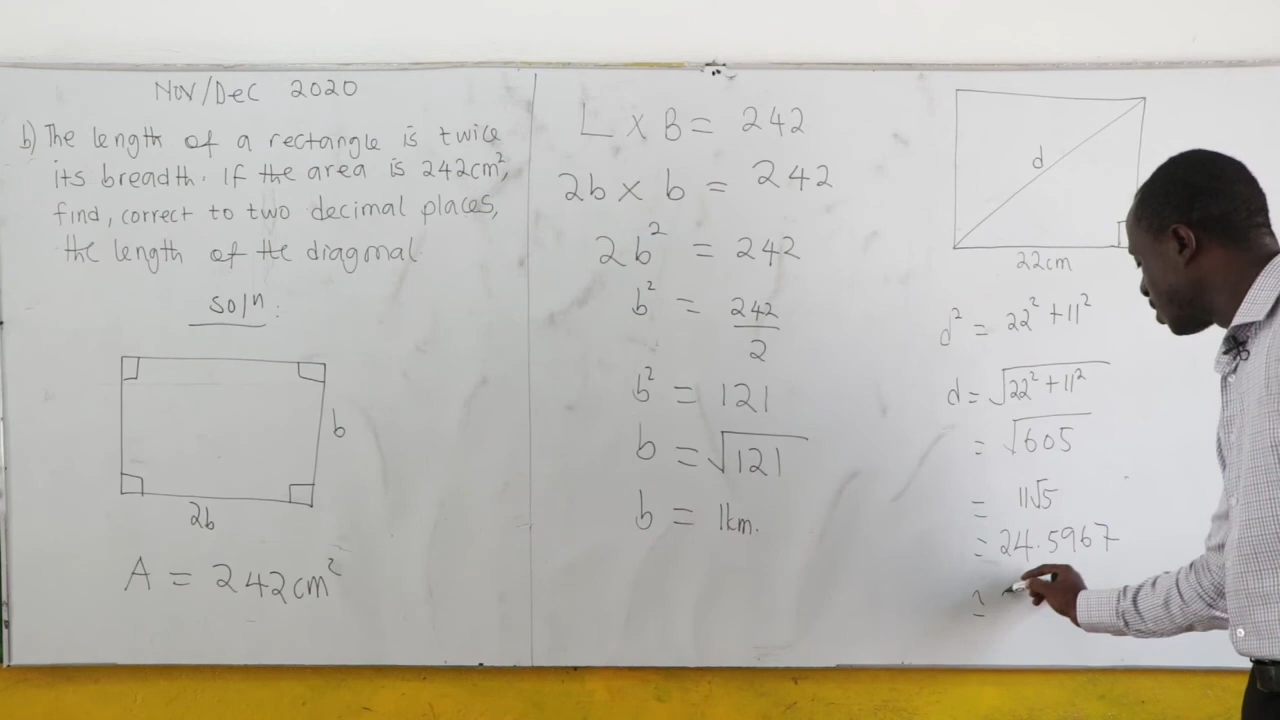 Nov/Dec 2020
b) The length of a rectangle is twice
its breadth. If the area is 242cm²,
find, correct to two decimal places,
the length of the diagonal.
Soln:
b
2b
A = 242cm²
L x B = 242
2b x b = 242
2b² = 242
b² = 242/2
b² = 121
b = √121
b = 11cm.
d
22cm
d² = 22² + 11²
d = √22² + 11²
= √605
= 11√5
= 24.5967
≅